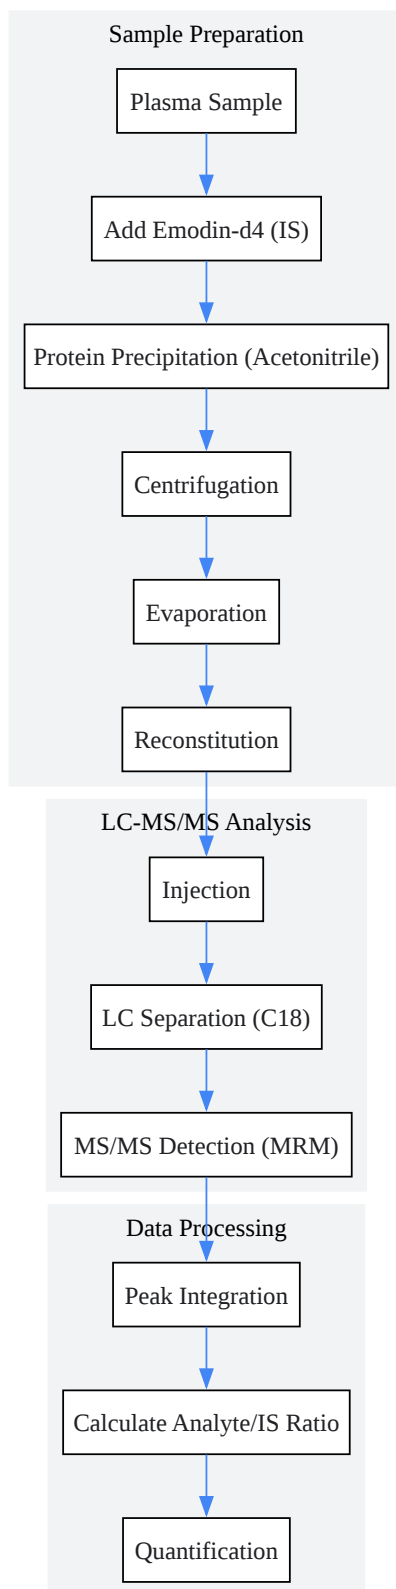 Sample Preparation
Plasma Sample
Add Emodin-d4 (IS)
Protein Precipitation (Acetonitrile)
Centrifugation
Evaporation
Reconstitution
LC-MS/MS Analysis
Injection
LC Separation (C18)
MS/MS Detection (MRM)
Data Processing
Peak Integration
Calculate Analyte/IS Ratio
Quantification